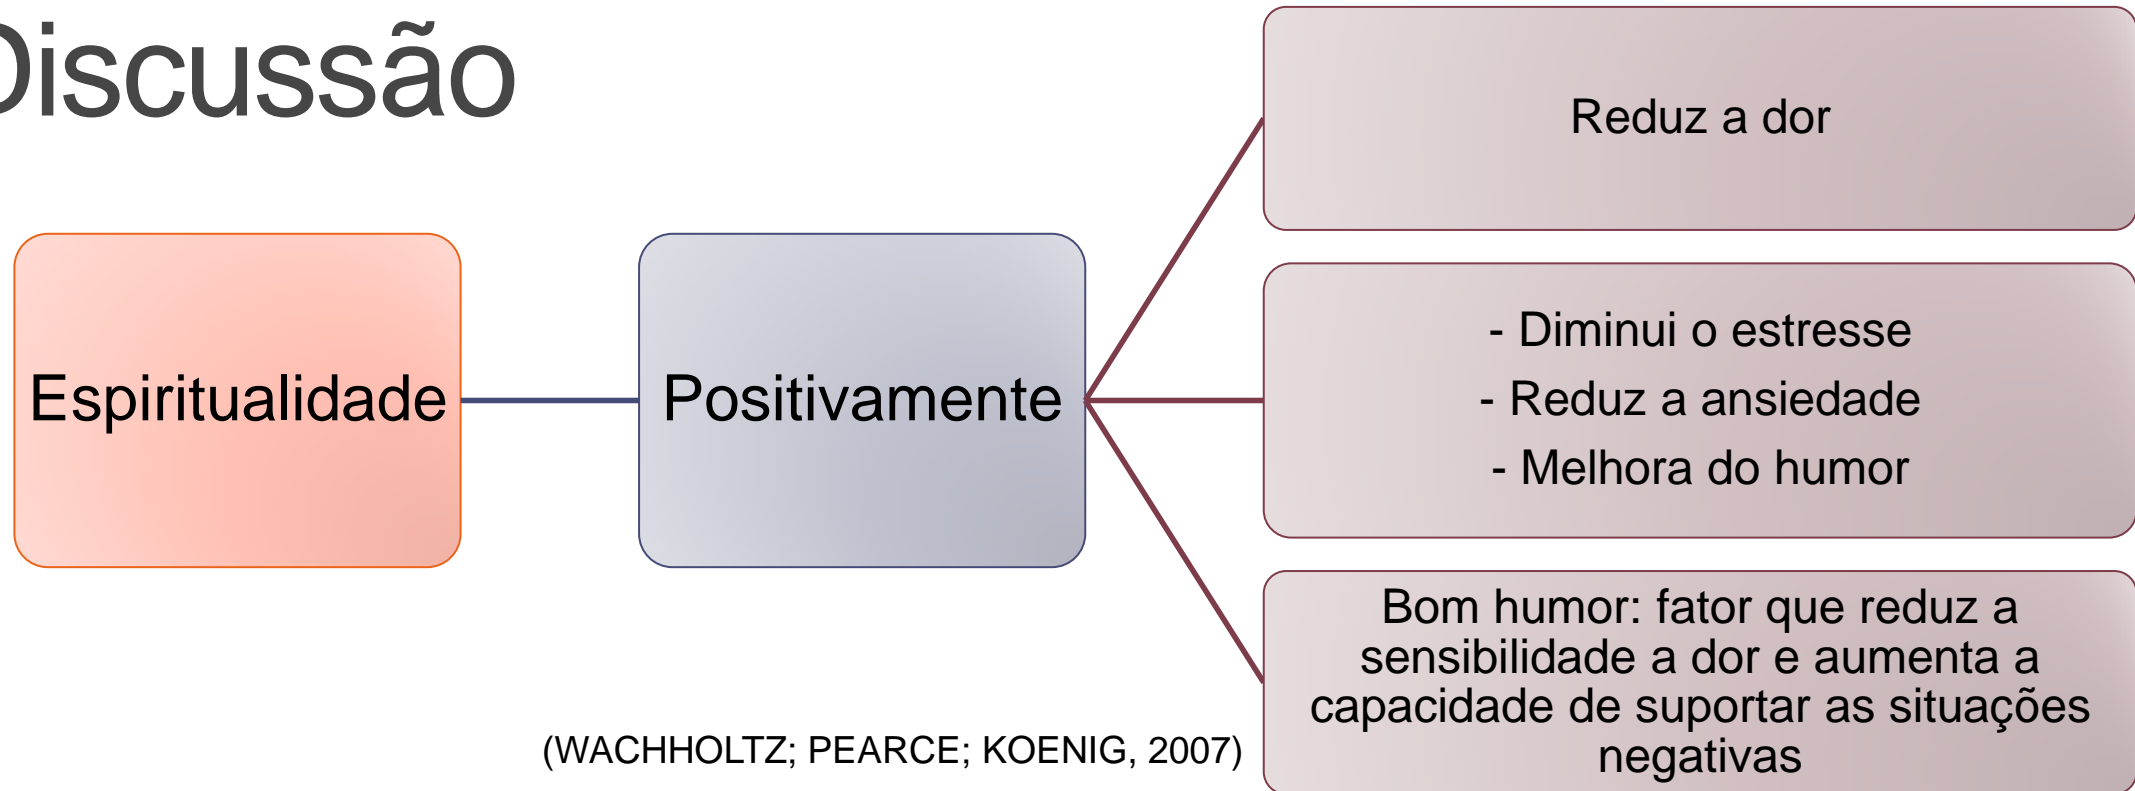 Discussão
Espiritualidade
Positivamente
Reduz a dor
- Diminui o estresse
- Reduz a ansiedade
- Melhora do humor
Bom humor: fator que reduz a
sensibilidade a dor e aumenta a
capacidade de suportar as situações
negativas
(WACHHOLTZ; PEARCE; KOENIG, 2007)